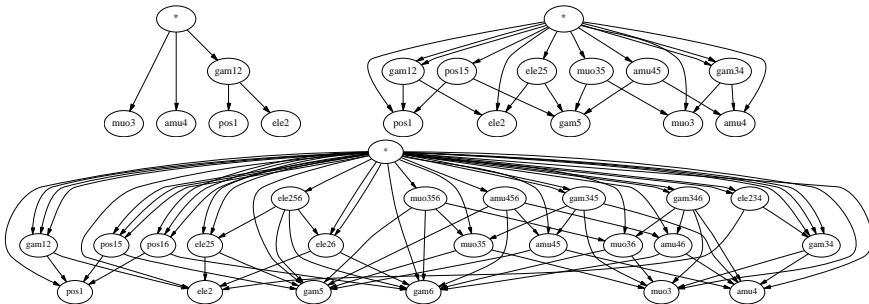 *
gam12
muo3 amu4 pos1 ele2
*
gam12 pos15 ele25 muo35 amu45 gam34
pos1 ele2 gam5 muo3 amu4
*
ele256 muo356 amu456 gam345 gam346 ele234
gam12 pos15 pos16 ele25 ele26 muo35 amu45 muo36 amu46 gam34
pos1 ele2 gam5 gam6 muo3 amu4